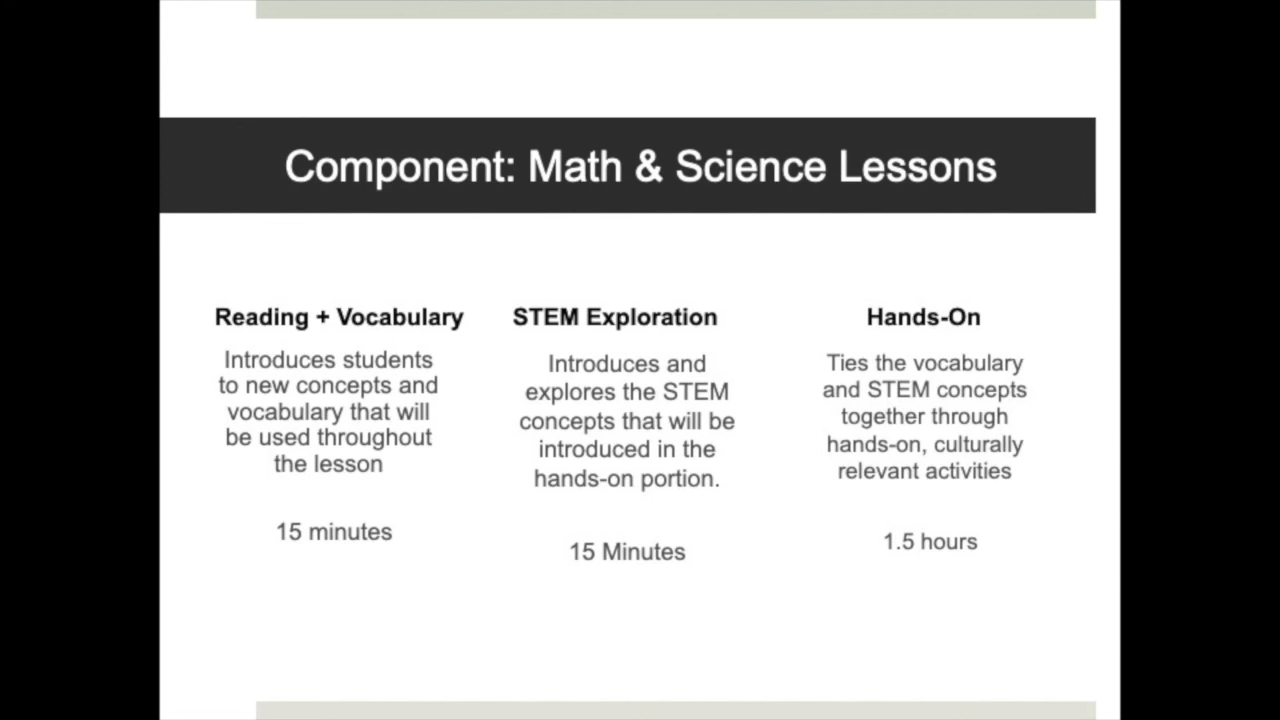 Component: Math & Science Lessons
Reading + Vocabulary
Introduces students
to new concepts and
vocabulary that will
be used throughout
the lesson
15 minutes
STEM Exploration
Introduces and
explores the STEM
concepts that will be
introduced in the
hands-on portion.
15 Minutes
Hands-On
Ties the vocabulary
and STEM concepts
together through
hands-on, culturally
relevant activities
1.5 hours